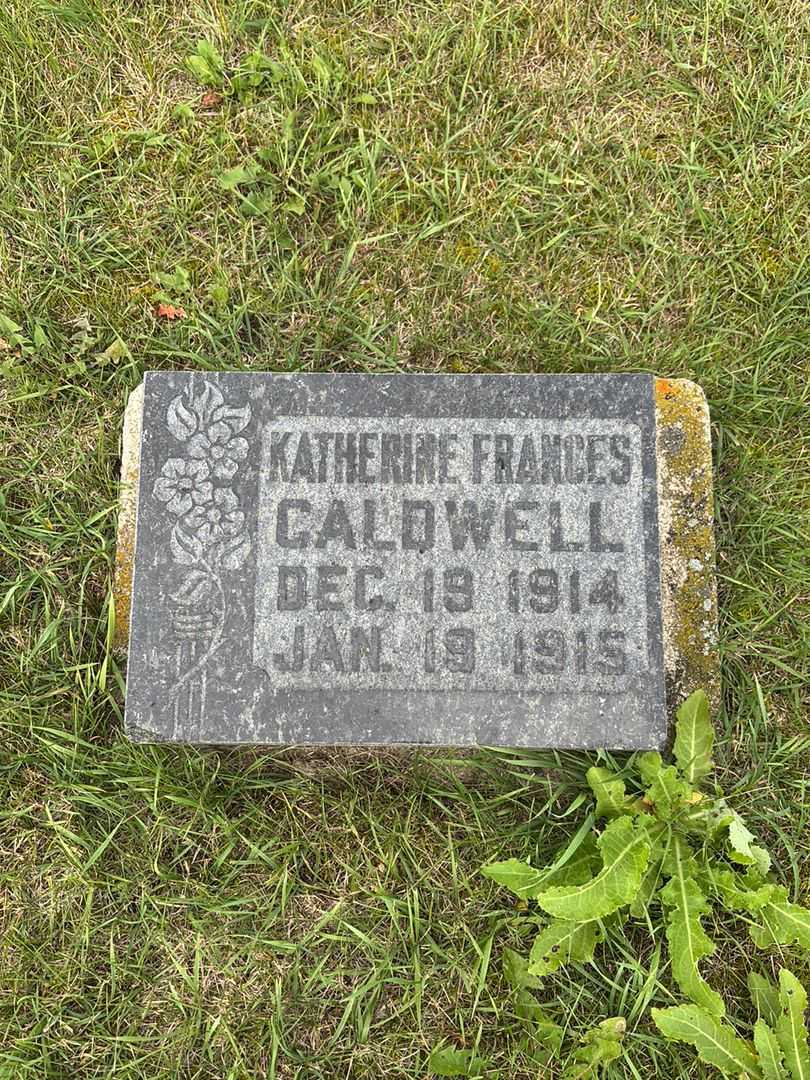 KATHERINE FRANCES
CALDWELL
DEC. 19 1914
JAN. 19 1915